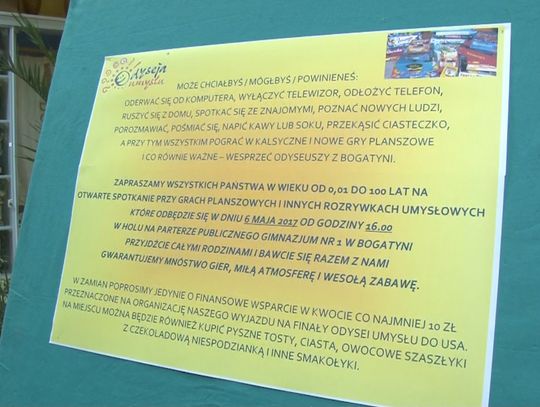 Odyseja
umysłu
MOŻE CHCIAŁBYŚ / MÓGŁBYŚ / POWINIENEŚ:
ODERWAĆ SIĘ OD KOMPUTERA, WYŁĄCZYĆ TELEWIZOR, ODŁOŻYĆ TELEFON,
RUSZYĆ SIĘ Z DOMU, SPOTKAĆ SIĘ ZE ZNAJOMYMI, POZNAĆ NOWYCH LUDZI,
POROZMAWIAĆ, POŚMIAĆ SIĘ, NAPIĆ KAWY LUB SOKU, PRZEKĄSIĆ CIASTECZKO,
A PRZY TYM WSZYSTKIM POGRAĆ W KALSYCZNE I NOWE GRY PLANSZOWE
I CO RÓWNIE WAŻNE – WESPRZEĆ ODYSEUSZY Z BOGATYNI.
ZAPRASZAMY WSZYSTKICH PAŃSTWA W WIEKU OD 0,01 DO 100 LAT NA
OTWARTE SPOTKANIE PRZY GRACH PLANSZOWYCH I INNYCH ROZRYWKACH UMYSŁOWYCH
KTÓRE ODBĘDZIE SIĘ W DNIU 6 MAJA 2017 OD GODZINY 16.00
W HOLU NA PARTERZE PUBLICZNEGO GIMNAZJUM NR 1 W BOGATYNI
PRZYJDŹCIE CAŁYMI RODZINAMI I BAWCIE SIĘ RAZEM Z NAMI
GWARANTUJEMY MNÓSTWO GIER, MIŁĄ ATMOSFERĘ I WESOŁĄ ZABAWĘ.
W ZAMIAN POPROSIMY JEDYNIE O FINANSOWE WSPARCIE W KWOCIE CO NAJMNIEJ 10 ZŁ
PRZEZNACZONE NA ORGANIZACJĘ NASZEGO WYJAZDU NA FINAŁY ODYSEI UMYSŁU DO USA.
NA MIEJSCU MOŻNA BĘDZIE RÓWNIEŻ KUPIĆ PYSZNE TOSTY, CIASTA, OWOCOWE SZASZŁYKI
Z CZEKOLADOWĄ NIESPODZIANKĄ I INNE SMAKOŁYKI.